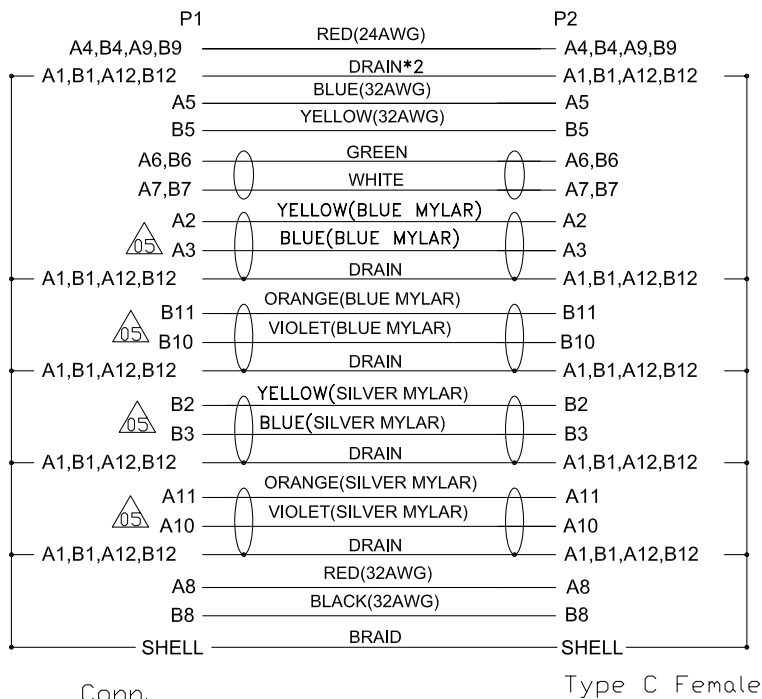 P1 P2
A4,B4,A9,B9 RED(24AWG) A4,B4,A9,B9
A1,B1,A12,B12 DRAIN*2 A1,B1,A12,B12
A5 BLUE(32AWG) A5
B5 YELLOW(32AWG) B5
A6,B6 GREEN A6,B6
A7,B7 WHITE A7,B7
A2 YELLOW(BLUE MYLAR) A2
05 A3 BLUE(BLUE MYLAR) A3
A1,B1,A12,B12 DRAIN A1,B1,A12,B12
B11 ORANGE(BLUE MYLAR) B11
05 B10 VIOLET(BLUE MYLAR) B10
A1,B1,A12,B12 DRAIN A1,B1,A12,B12
B2 YELLOW(SILVER MYLAR) B2
05 B3 BLUE(SILVER MYLAR) B3
A1,B1,A12,B12 DRAIN A1,B1,A12,B12
A11 ORANGE(SILVER MYLAR) A11
05 A10 VIOLET(SILVER MYLAR) A10
A1,B1,A12,B12 DRAIN A1,B1,A12,B12
A8 RED(32AWG) A8
B8 BLACK(32AWG) B8
SHELL BRAID SHELL
Conn. Type C Female